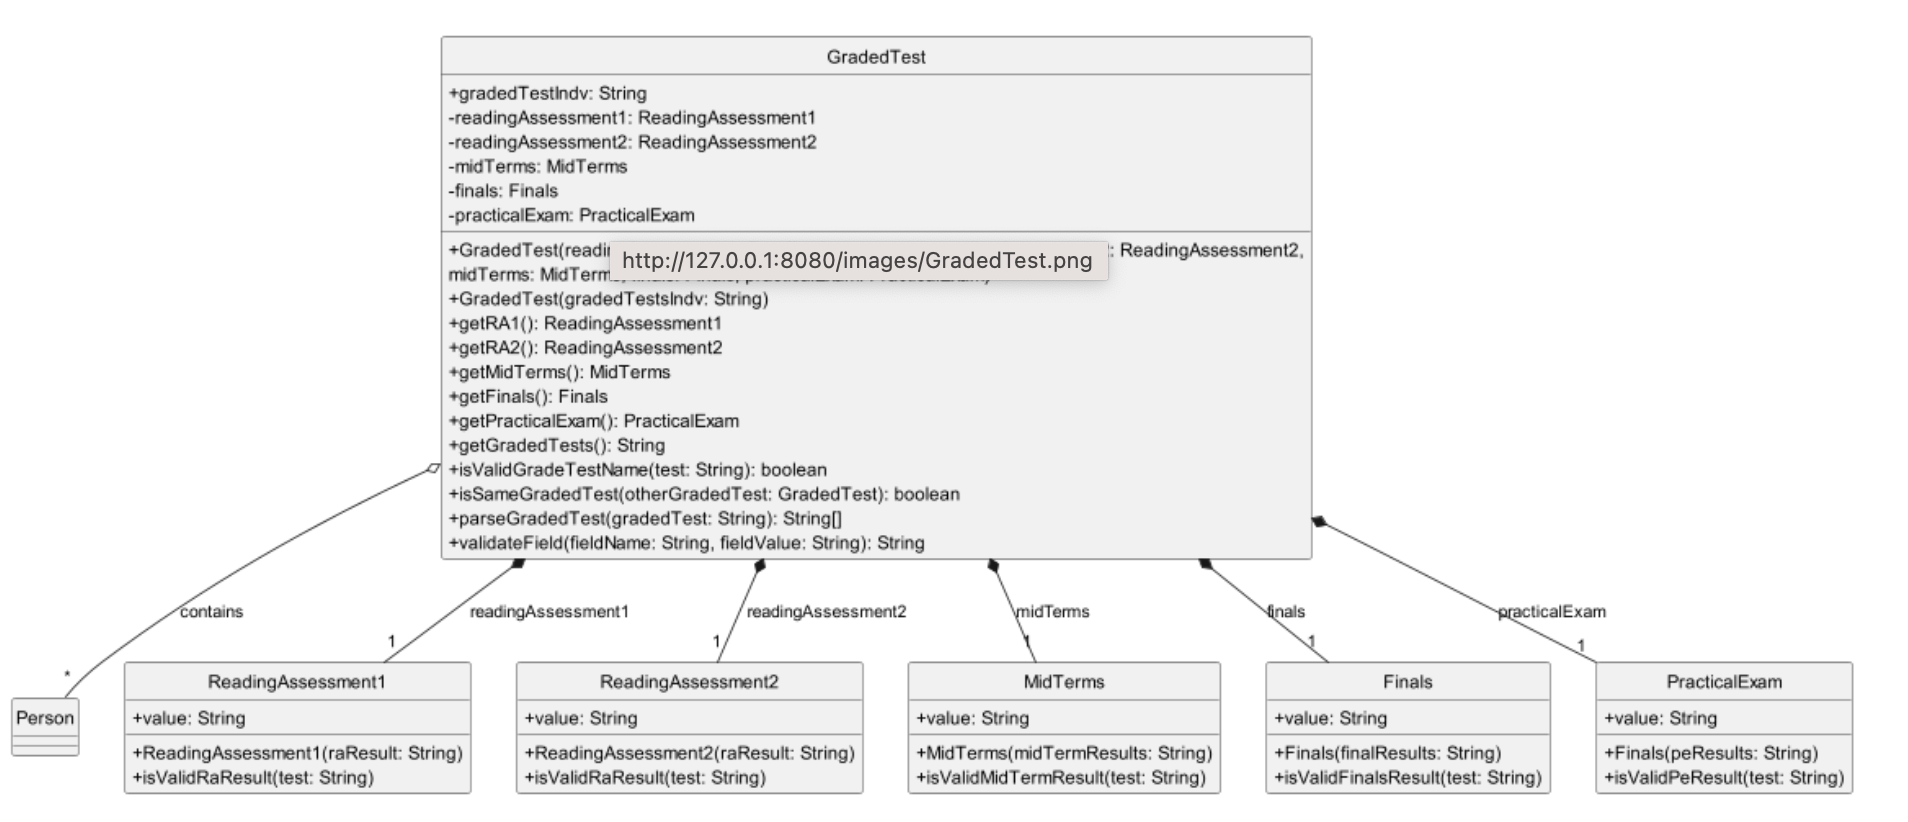 GradedTest
+gradedTestIndv: String
-readingAssessment1: ReadingAssessment1
-readingAssessment2: ReadingAssessment2
-midTerms: MidTerms
-finals: Finals
-practicalExam: PracticalExam
+GradedTest( : ReadingAssessment2,
http://127.0.0.1:8080/images/GradedTest.png
midTerms:
+GradedTest(gradedTestsIndv: String)
+getRA1(): ReadingAssessment1
+getRA2(): ReadingAssessment2
+getMidTerms(): MidTerms
+getFinals(): Finals
+getPracticalExam(): PracticalExam
+getGradedTests(): String
+isValidGradeTestName(test: String): boolean
+isSameGradedTest(otherGradedTest: GradedTest): boolean
+parseGradedTest(gradedTest: String): String[]
+validateField(fieldName: String, fieldValue: String): String
contains
readingAssessment1
readingAssessment2
midTerms
finals
practicalExam
*
1
1
1
1
1
Person
ReadingAssessment1
+value: String
+ReadingAssessment1(raResult: String)
+isValidRaResult(test: String)
ReadingAssessment2
+value: String
+ReadingAssessment2(raResult: String)
+isValidRaResult(test: String)
MidTerms
+value: String
+MidTerms(midTermResults: String)
+isValidMidTermResult(test: String)
Finals
+value: String
+Finals(finalResults: String)
+isValidFinalsResult(test: String)
PracticalExam
+value: String
+Finals(peResults: String)
+isValidPeResult(test: String)